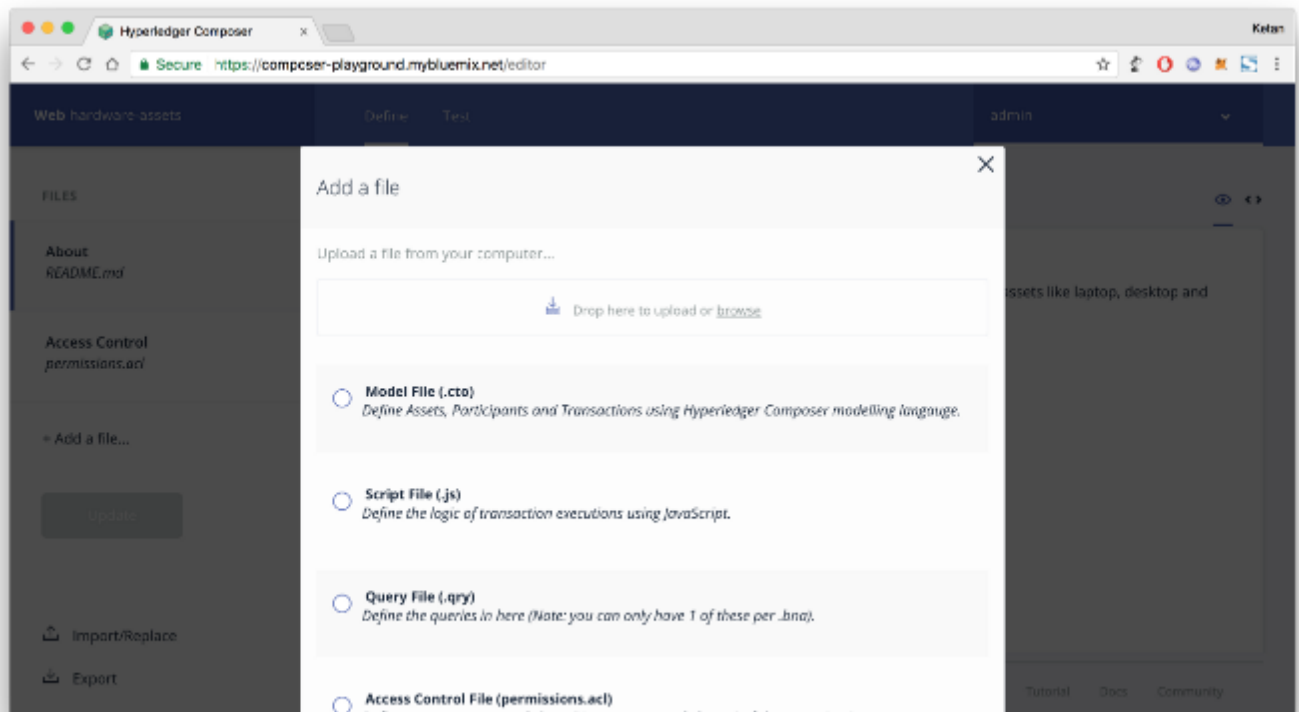 Hyperledger Composer
Ketan
Secure https://composer-playground.mybluemix.net/editor
Web hardware-assets
Define Test
admin
FILES
About
README.md
Access Control
permissions.acl
+ Add a file...
Update
Import/Replace
Export
Add a file
Upload a file from your computer...
Drop here to upload or browse
Model File (.cto)
Define Assets, Participants and Transactions using Hyperledger Composer modelling langauge.
Script File (.js)
Define the logic of transaction executions using JavaScript.
Query File (.qry)
Define the queries in here (Note: you can only have 1 of these per .bna).
Access Control File (permissions.acl)
assets like laptop, desktop and
Tutorial Docs Community